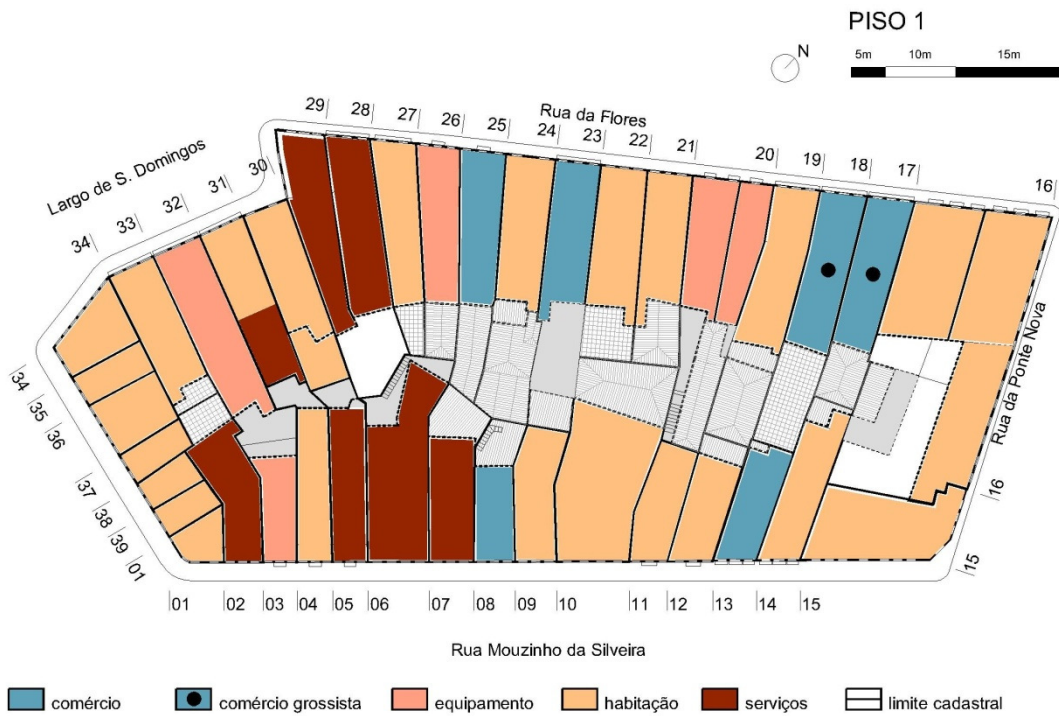 PISO 1
N
5m 10m 15m
Largo de S. Domingos
Rua da Flores
Rua da Ponte Nova
34 33 32 31 30 29 28 27 26 25 24 23 22 21 20 19 18 17 16
34
35
36
37
38
39
01
16
15
01 02 03 04 05 06 07 08 09 10 11 12 13 14 15
Rua Mouzinho da Silveira
comércio comércio grossista equipamento habitação serviços limite cadastral